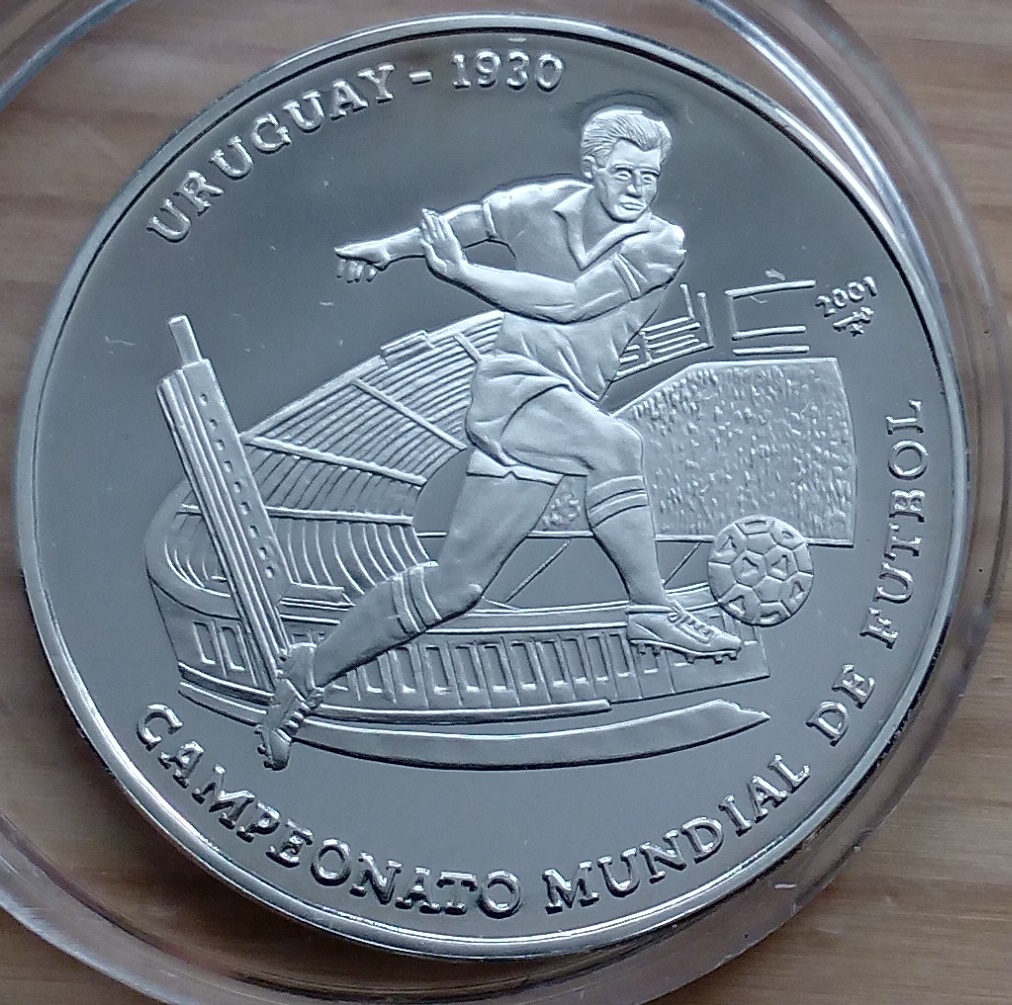 URUGUAY - 1930
2001
CAMPEONATO MUNDIAL DE FUTBOL